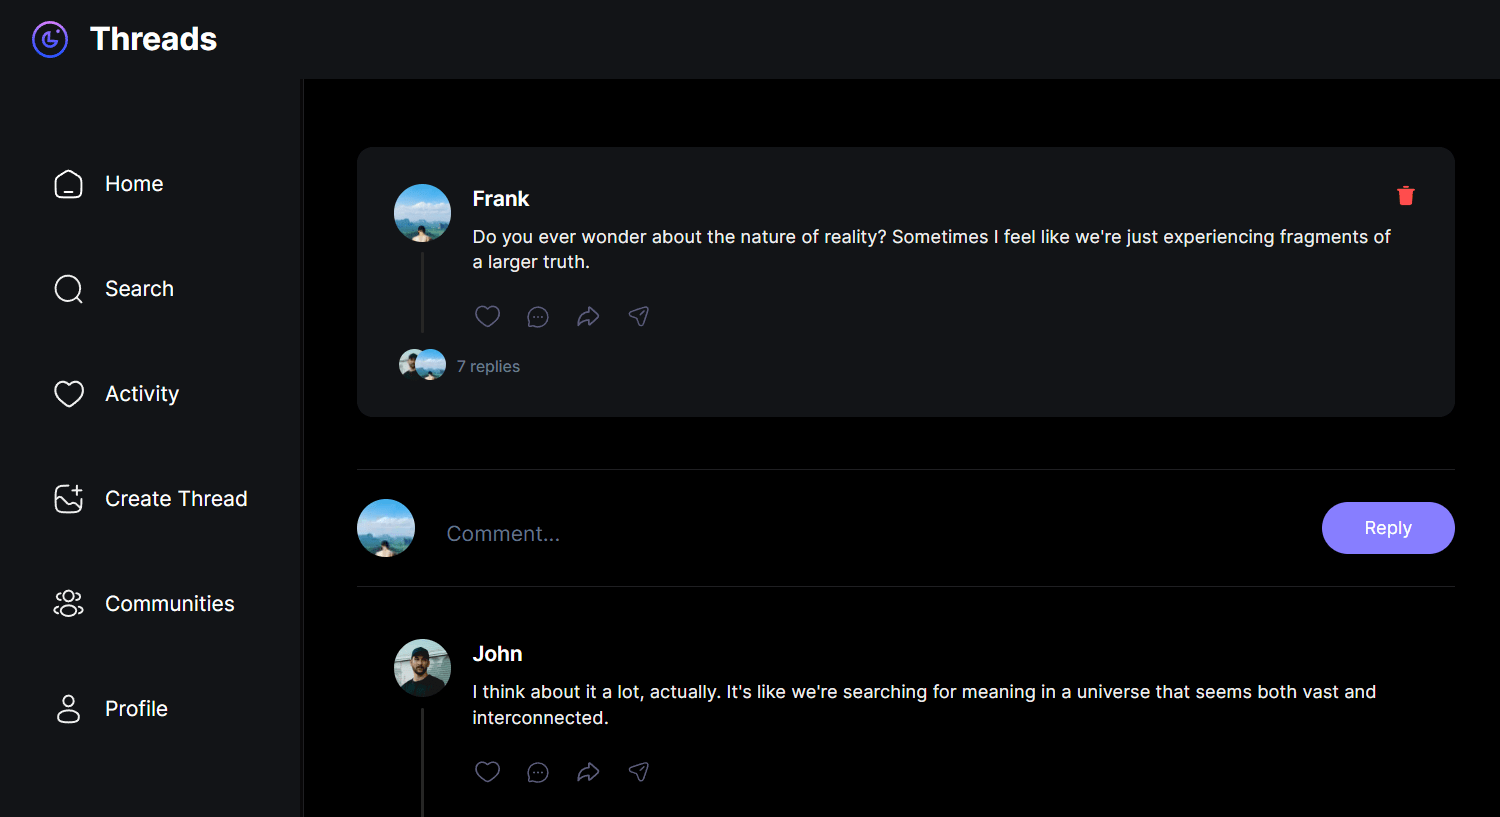 Threads
Home
Search
Activity
Create Thread
Communities
Profile
Frank
Do you ever wonder about the nature of reality? Sometimes I feel like we're just experiencing fragments of
a larger truth.
7 replies
Comment...
Reply
John
I think about it a lot, actually. It's like we're searching for meaning in a universe that seems both vast and
interconnected.